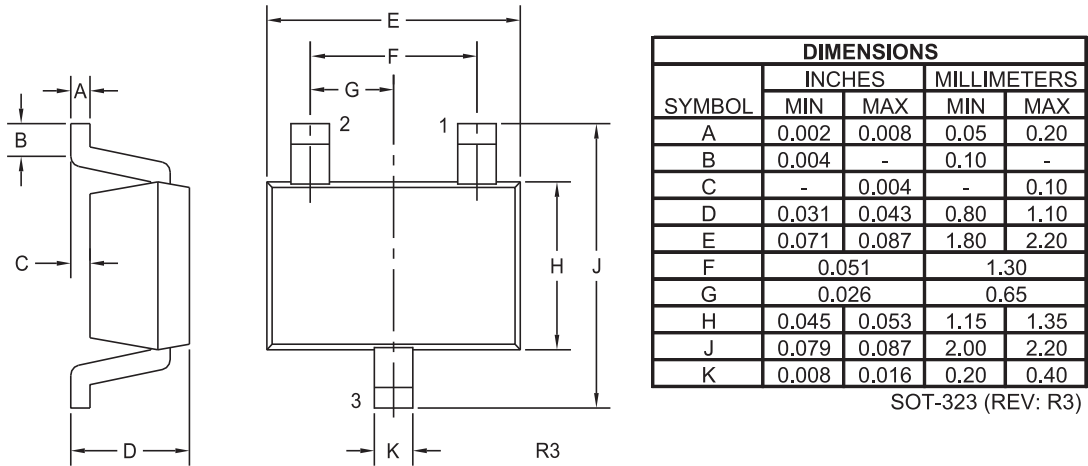 E
F
G
A
B
2
1
C
H
J
3
D
K
R3
DIMENSIONS
INCHES MILLIMETERS
SYMBOL MIN MAX MIN MAX
A 0.002 0.008 0.05 0.20
B 0.004 - 0.10 -
C - 0.004 - 0.10
D 0.031 0.043 0.80 1.10
E 0.071 0.087 1.80 2.20
F 0.051 1.30
G 0.026 0.65
H 0.045 0.053 1.15 1.35
J 0.079 0.087 2.00 2.20
K 0.008 0.016 0.20 0.40
SOT-323 (REV: R3)